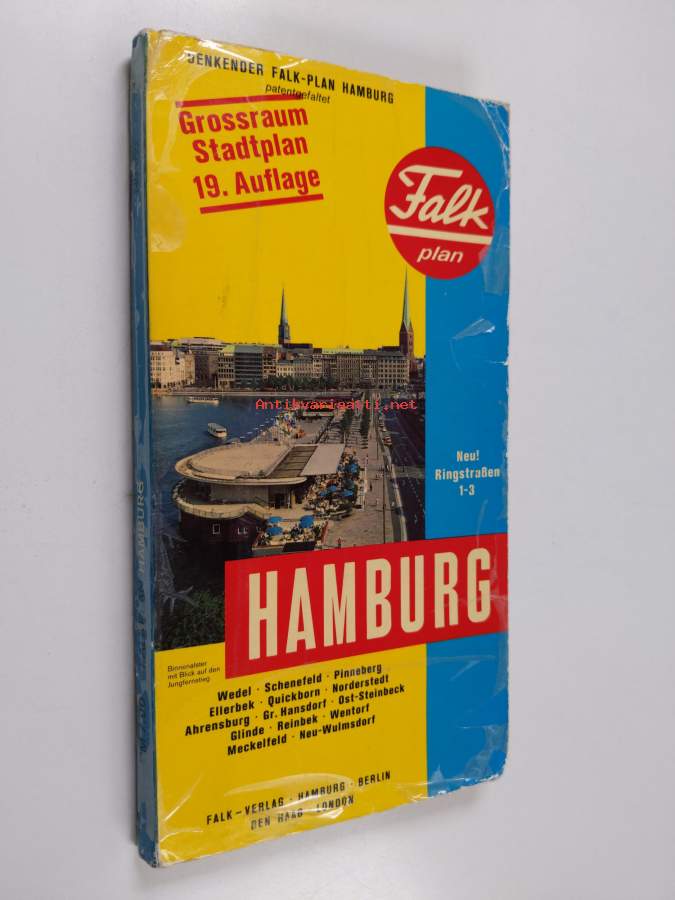 DENKENDER FALK-PLAN HAMBURG
patentgefaltet
Grossraum
Stadtplan
19. Auflage
Falk
plan
Antikvariaatti.net
Neu!
Ringstraßen
1-3
HAMBURG
Binnenalster
mit Blick auf den
Jungfernstieg
Wedel · Schenefeld · Pinneberg
Ellerbek · Quickborn · Norderstedt
Ahrensburg · Gr. Hansdorf · Ost-Steinbeck
Glinde · Reinbek · Wentorf
Meckelfeld · Neu-Wulmsdorf
FALK – VERLAG · HAMBURG · BERLIN
DEN HAAG · LONDON
HAMBURG